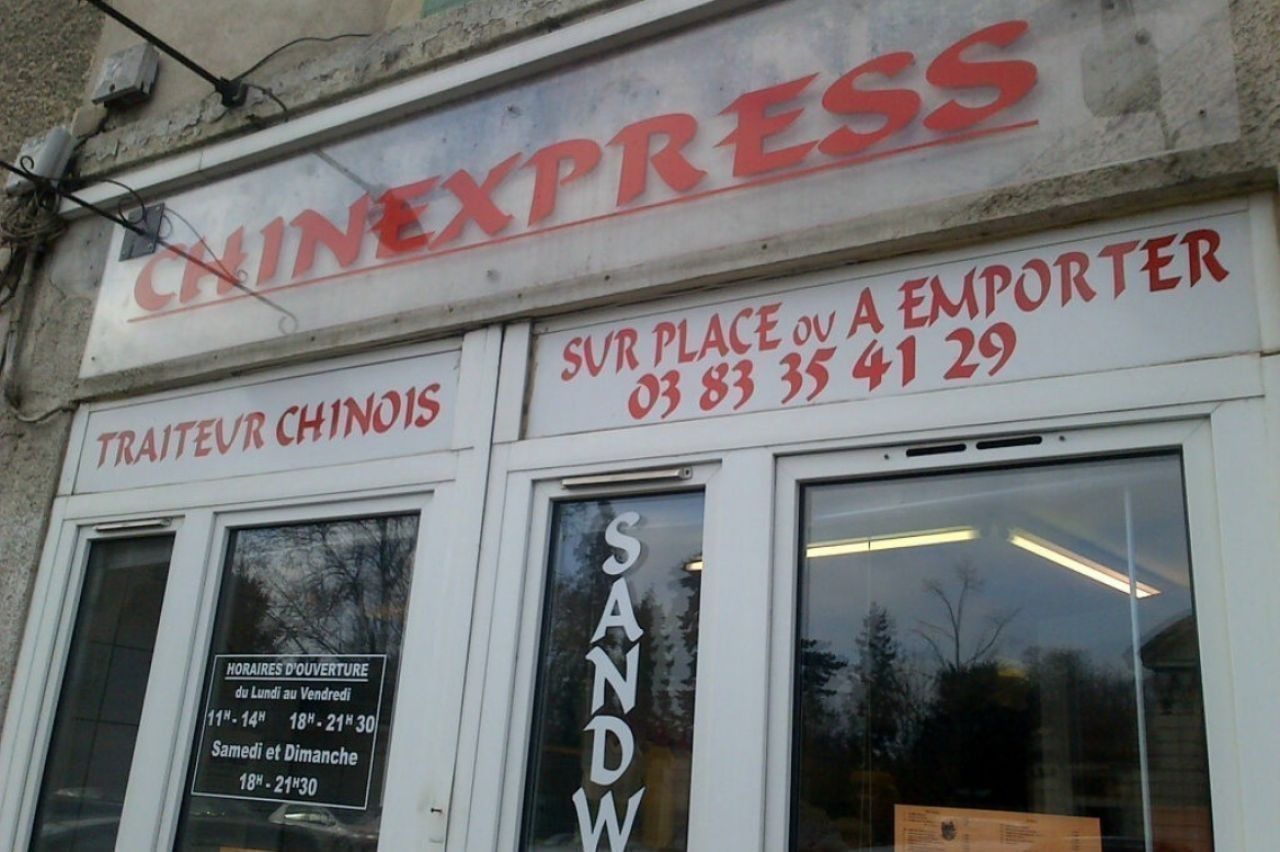 CHINEXPRESS
TRAITEUR CHINOIS
SUR PLACE OU A EMPORTER
03 83 35 41 29
SANDW
HORAIRES D'OUVERTURE
du Lundi au Vendredi
11H - 14H 18H - 21H30
Samedi et Dimanche
18H - 21H30